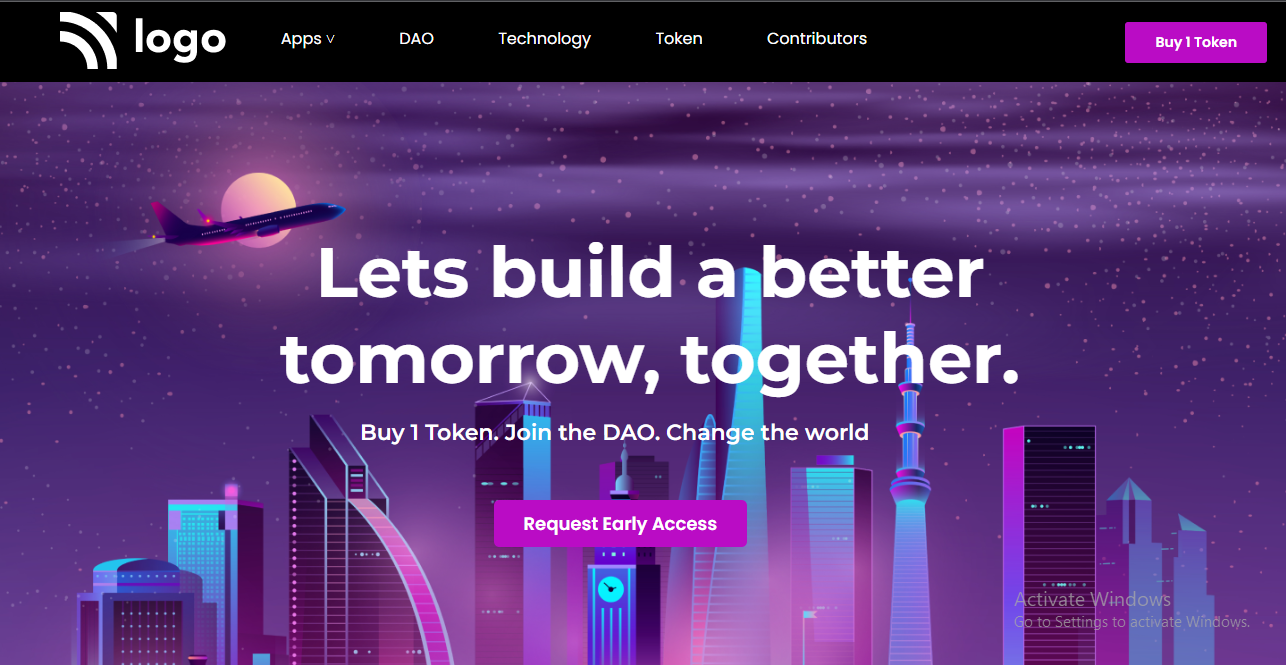 logo
Apps v
DAO
Technology
Token
Contributors
Buy 1 Token
Lets build a better
tomorrow, together.
Buy 1 Token. Join the DAO. Change the world
Request Early Access
Activate Windows
Go to Settings to activate Windows.